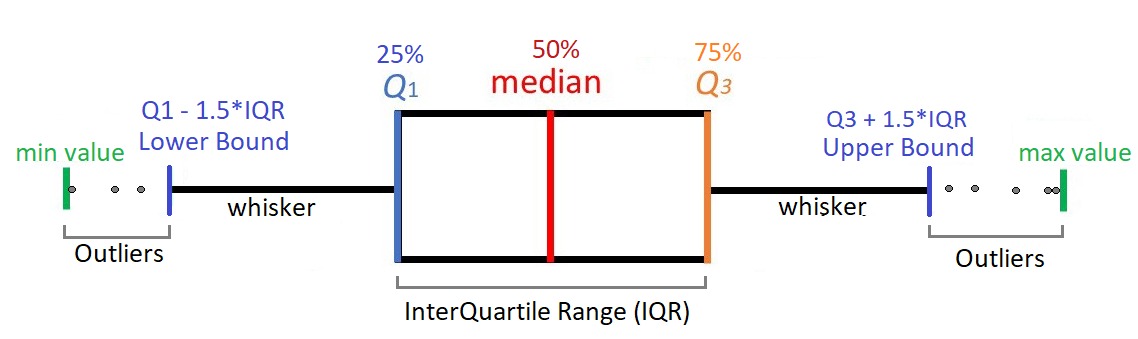 25%
Q1
50%
median
75%
Q3
Q1 - 1.5*IQR
Lower Bound
Q3 + 1.5*IQR
Upper Bound
min value
max value
whisker
whisker
Outliers
Outliers
InterQuartile Range (IQR)